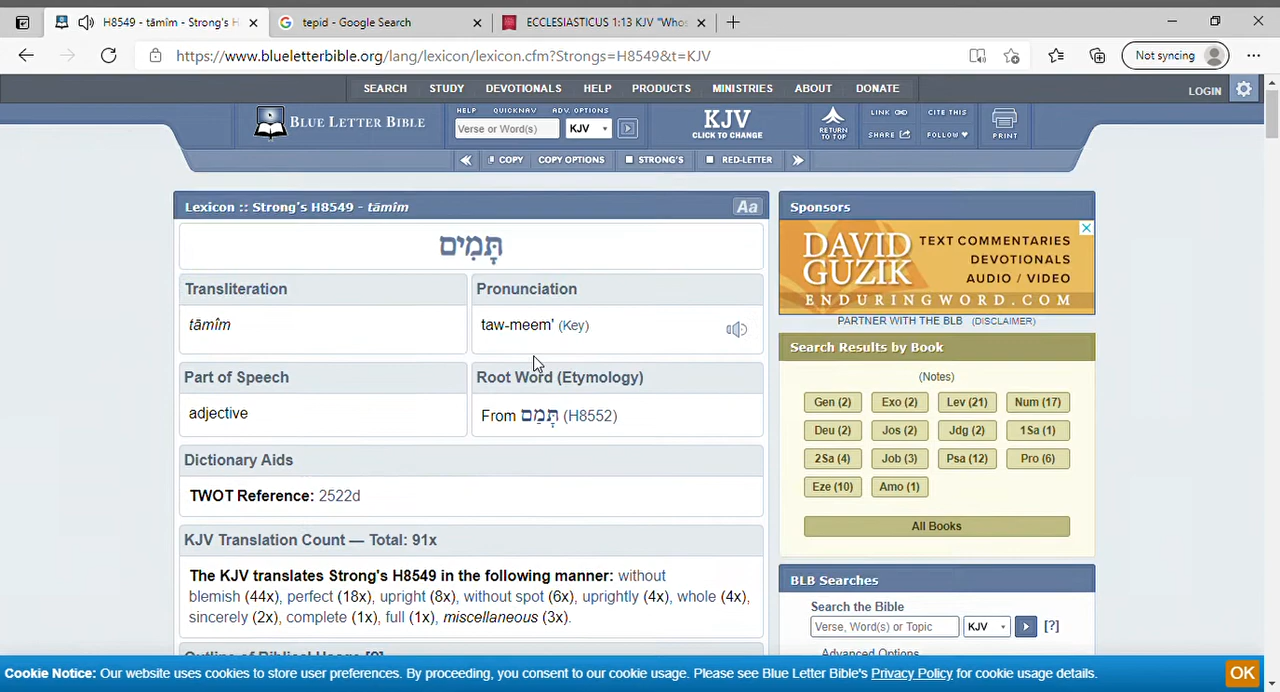 H8549 - tāmîm - Strong's H
tepid - Google Search
ECCLESIASTICUS 1:13 KJV "Whos
https://www.blueletterbible.org/lang/lexicon/lexicon.cfm?Strongs=H8549&t=KJV
Not syncing
SEARCH STUDY DEVOTIONALS HELP PRODUCTS MINISTRIES ABOUT DONATE
LOGIN
BLUE LETTER BIBLE
HELP QUICKNAV ADV. OPTIONS
Verse or Word(s) KJV
KJV
CLICK TO CHANGE
RETURN
TO TOP
LINK CITE THIS
SHARE FOLLOW
PRINT
COPY COPY OPTIONS STRONG'S RED-LETTER
Lexicon :: Strong's H8549 - tāmîm Aa
תָּמִים
Transliteration
tāmîm
Pronunciation
taw-meem' (Key)
Part of Speech
adjective
Root Word (Etymology)
From תָּמַם (H8552)
Dictionary Aids
TWOT Reference: 2522d
KJV Translation Count — Total: 91x
The KJV translates Strong's H8549 in the following manner: without
blemish (44x), perfect (18x), upright (8x), without spot (6x), uprightly (4x), whole (4x),
sincerely (2x), complete (1x), full (1x), miscellaneous (3x).
Outline of Biblical Usage [?]
Sponsors
DAVID
GUZIK
TEXT COMMENTARIES
DEVOTIONALS
AUDIO / VIDEO
ENDURINGWORD.COM
PARTNER WITH THE BLB (DISCLAIMER)
Search Results by Book
(Notes)
Gen (2) Exo (2) Lev (21) Num (17)
Deu (2) Jos (2) Jdg (2) 1Sa (1)
2Sa (4) Job (3) Psa (12) Pro (6)
Eze (10) Amo (1)
All Books
BLB Searches
Search the Bible
Verse, Word(s) or Topic KJV [?]
Advanced Options
Cookie Notice: Our website uses cookies to store user preferences. By proceeding, you consent to our cookie usage. Please see Blue Letter Bible's Privacy Policy for cookie usage details.
OK